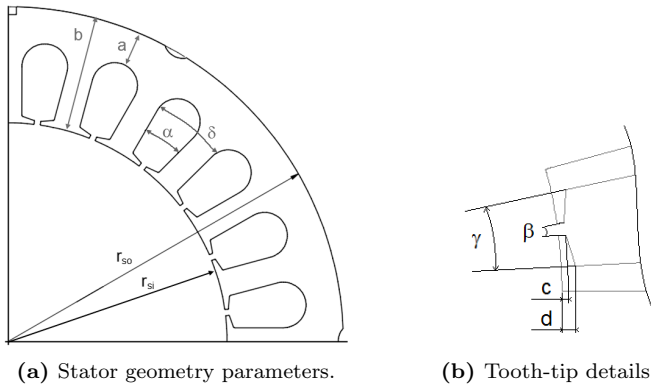 b
a
α
δ
r_so
r_si
γ
β
c
d
(a) Stator geometry parameters.
(b) Tooth-tip details